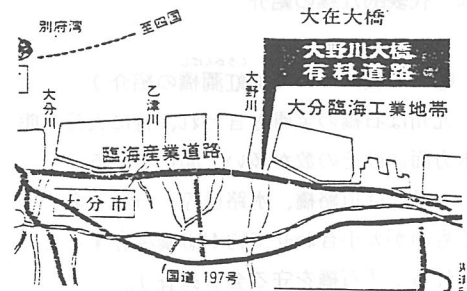 大在大橋
別府湾
至四国
大野川大橋
有料道路
大分川
乙津川
大野川
大分臨海工業地帯
臨海産業道路
大分市
国道 197号